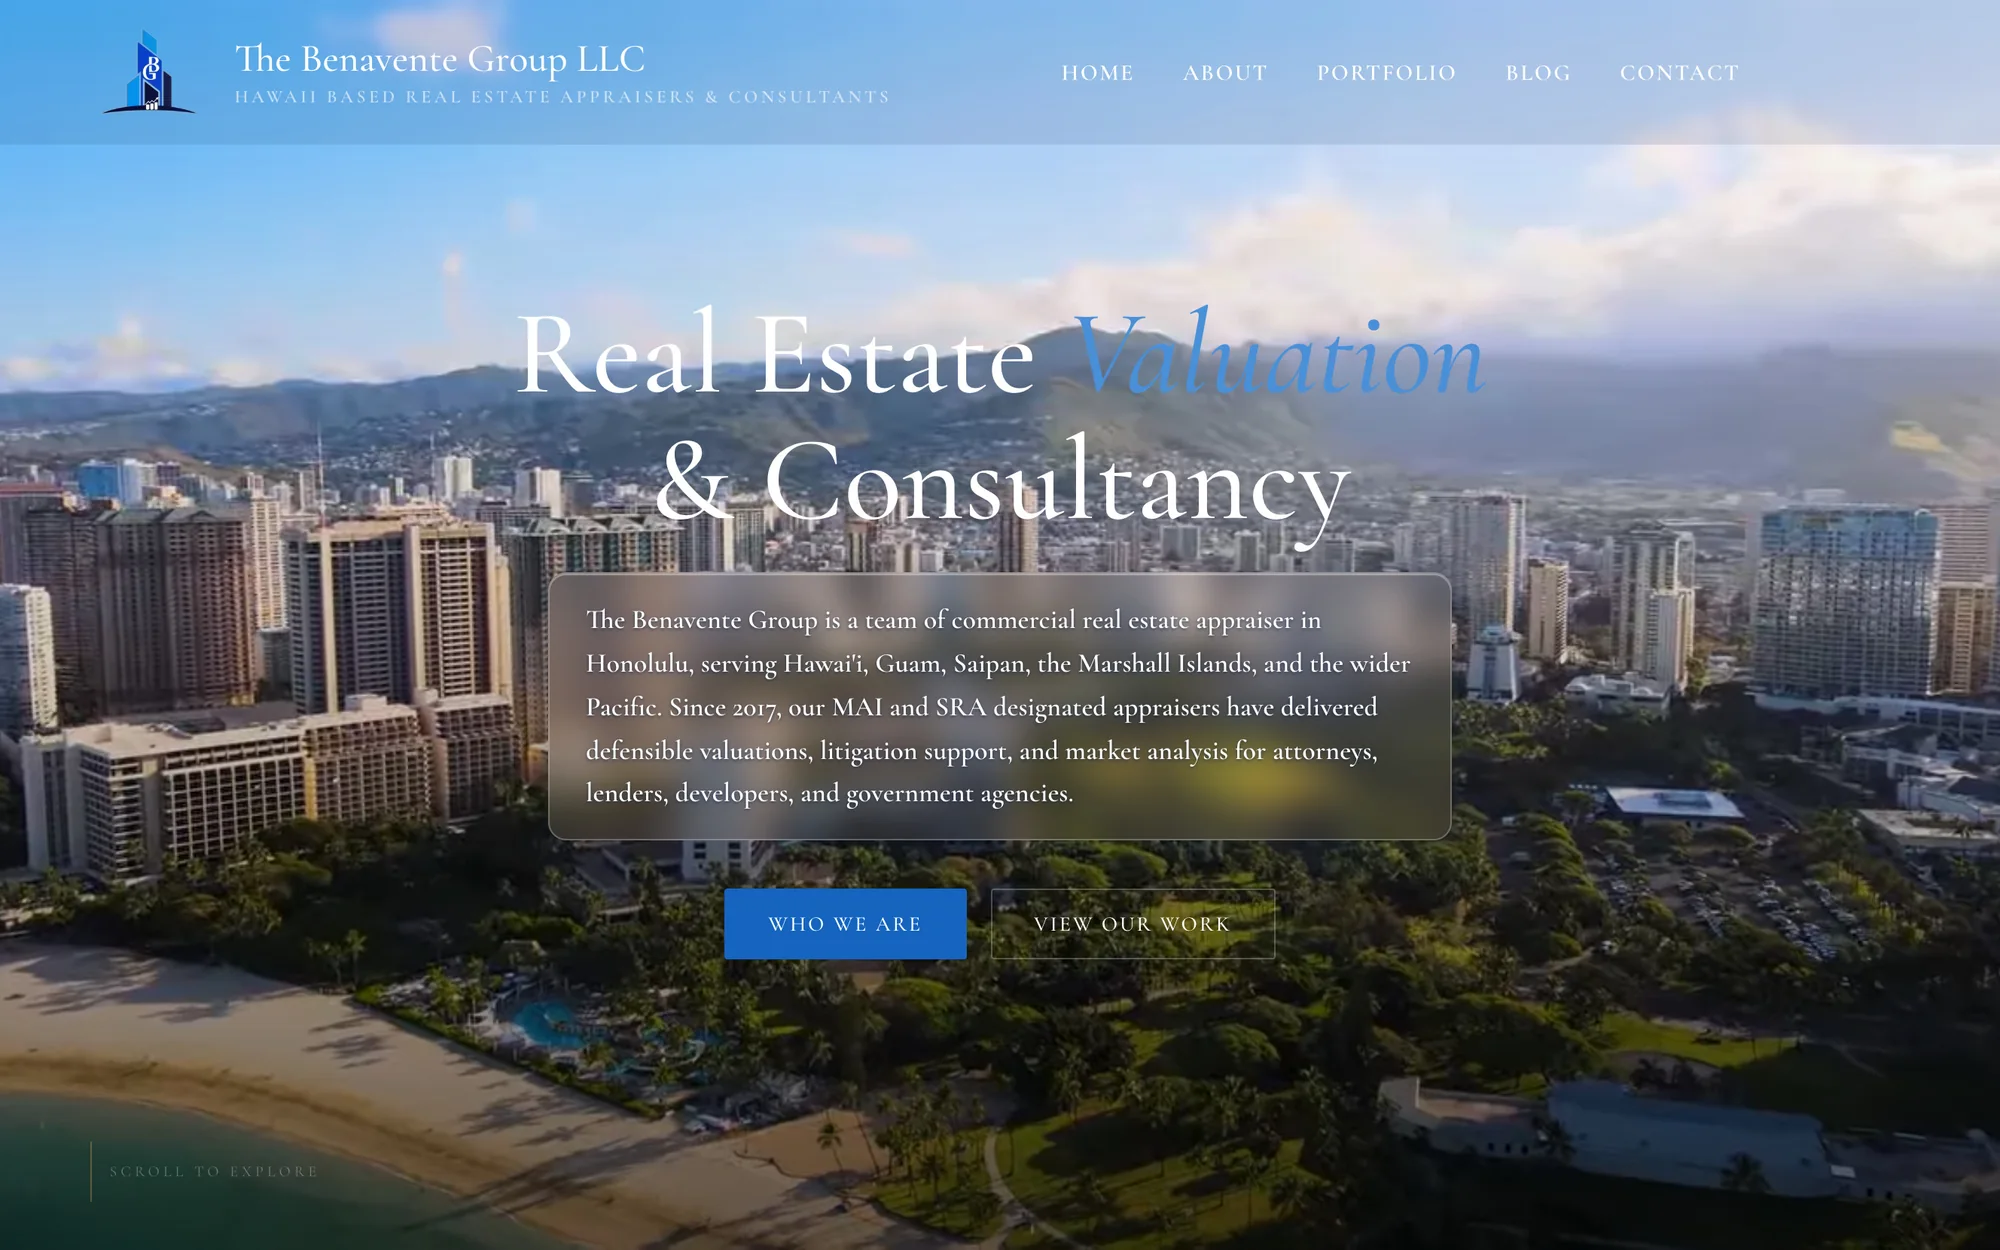 The Benavente Group LLC
HAWAII BASED REAL ESTATE APPRAISERS & CONSULTANTS
HOME ABOUT PORTFOLIO BLOG CONTACT
Real Estate Valuation
& Consultancy
The Benavente Group is a team of commercial real estate appraiser in
Honolulu, serving Hawai'i, Guam, Saipan, the Marshall Islands, and the wider
Pacific. Since 2017, our MAI and SRA designated appraisers have delivered
defensible valuations, litigation support, and market analysis for attorneys,
lenders, developers, and government agencies.
WHO WE ARE
VIEW OUR WORK
SCROLL TO EXPLORE